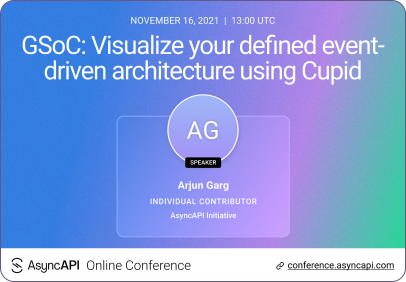 NOVEMBER 16, 2021 | 13:00 UTC
GSoC: Visualize your defined event-
driven architecture using Cupid
AG
SPEAKER
Arjun Garg
INDIVIDUAL CONTRIBUTOR
AsyncAPI Initiative
AsyncAPI Online Conference
conference.asyncapi.com